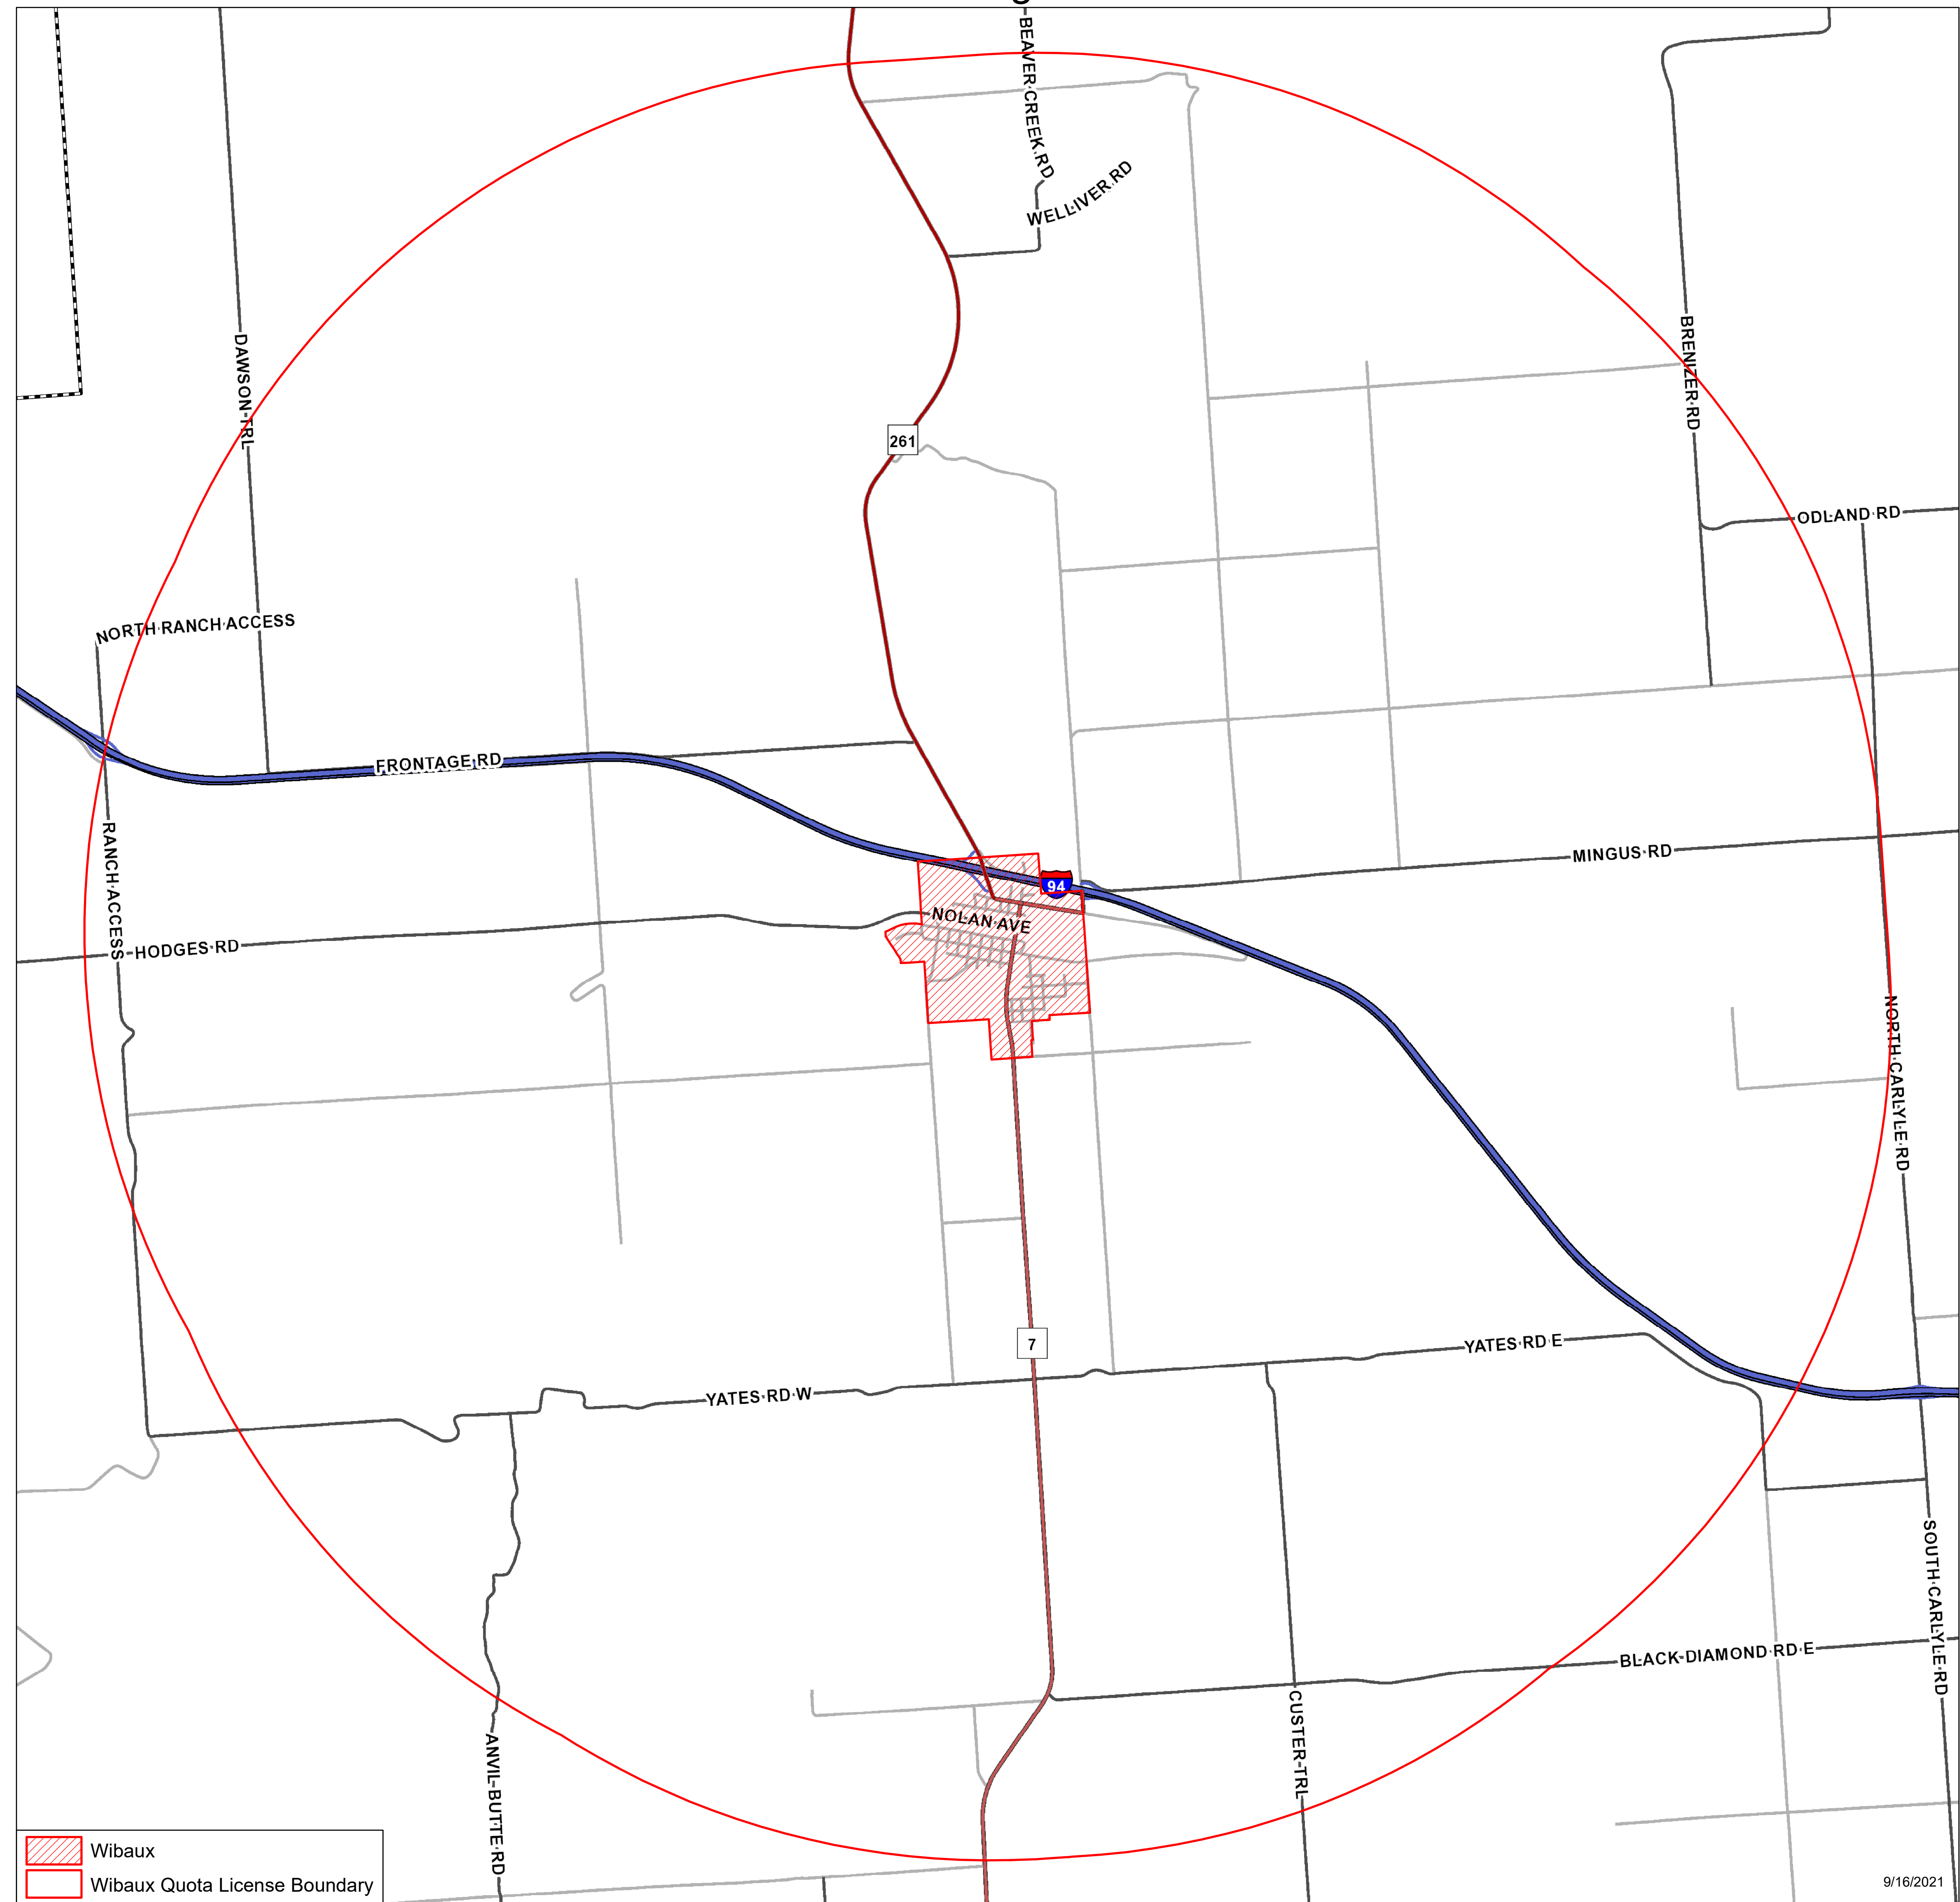 BEAVER CREEK RD
WELLIVER RD
DAWSON TRL
BRENIZER RD
261
ODLAND RD
NORTH RANCH ACCESS
FRONTAGE RD
RANCH ACCESS
MINGUS RD
94
NOLAN AVE
HODGES RD
NORTH CARLYLE RD
7
YATES RD E
YATES RD W
SOUTH CARLYLE RD
BLACK DIAMOND RD E
CUSTER TRL
ANVIL BUTTE RD
Wibaux
Wibaux Quota License Boundary
9/16/2021